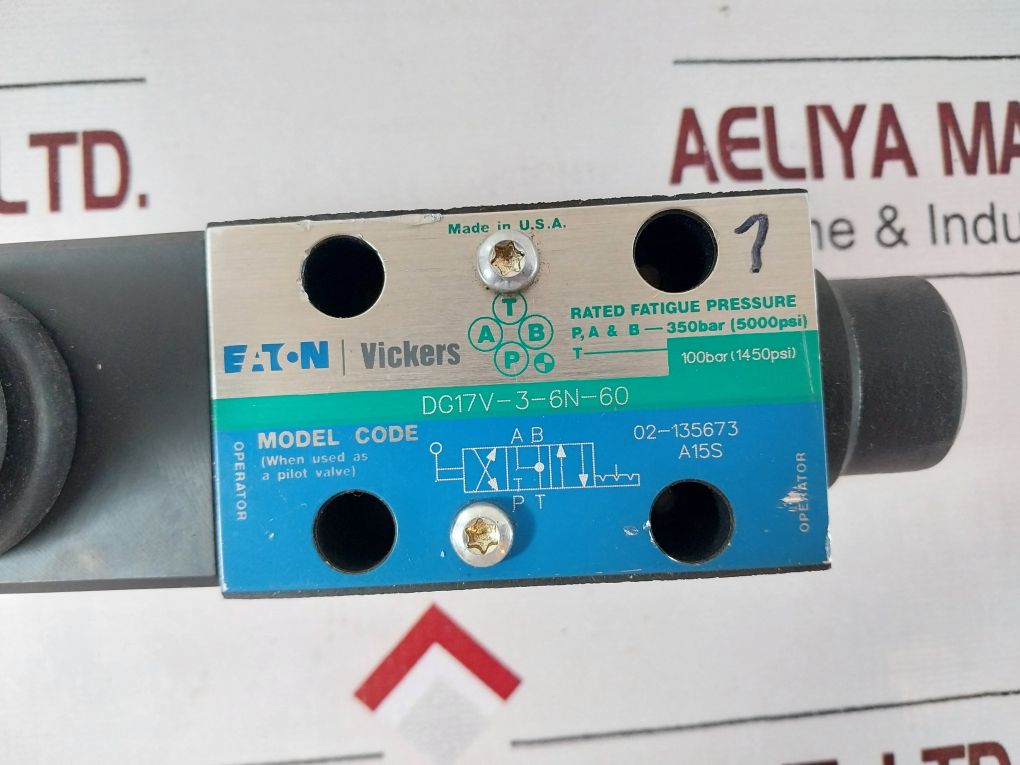 LTD.
AELIYA MA
ne & Indu
Made in U.S.A.
1
T
A B
P
RATED FATIGUE PRESSURE
P, A & B — 350bar (5000psi)
T — 100bar (1450psi)
EATON | Vickers
DG17V-3-6N-60
MODEL CODE
(When used as
a pilot valve)
OPERATOR
A B
P T
02-135673
A15S
OPERATOR